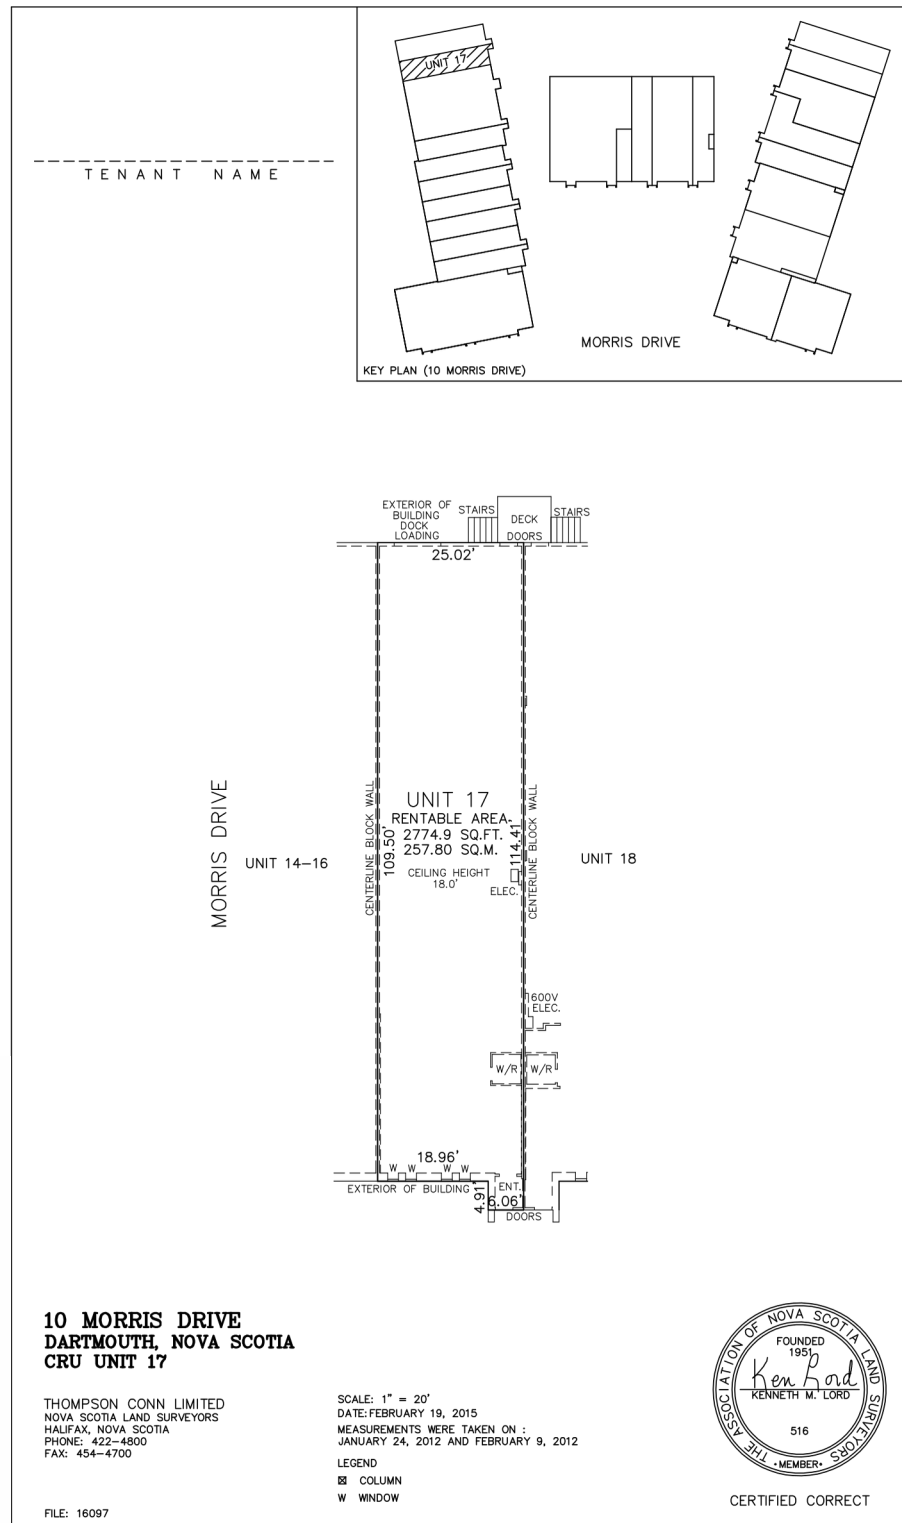 UNIT 17
TENANT NAME
MORRIS DRIVE
KEY PLAN (10 MORRIS DRIVE)
EXTERIOR OF
BUILDING
DOCK
LOADING
STAIRS
DECK
DOORS
STAIRS
25.02'
MORRIS DRIVE
UNIT 14-16
CENTERLINE BLOCK WALL
109.50'
UNIT 17
RENTABLE AREA
2774.9 SQ.FT.
257.80 SQ.M.
CEILING HEIGHT
18.0'
114.41'
ELEC.
CENTERLINE BLOCK WALL
UNIT 18
600V
ELEC.
W/R
W/R
18.96'
W
W
W
W
EXTERIOR OF BUILDING
4.91'
ENT.
6.06'
DOORS
10 MORRIS DRIVE
DARTMOUTH, NOVA SCOTIA
CRU UNIT 17
THOMPSON CONN LIMITED
NOVA SCOTIA LAND SURVEYORS
HALIFAX, NOVA SCOTIA
PHONE: 422-4800
FAX: 454-4700
FILE: 16097
SCALE: 1" = 20'
DATE: FEBRUARY 19, 2015
MEASUREMENTS WERE TAKEN ON :
JANUARY 24, 2012 AND FEBRUARY 9, 2012
LEGEND
COLUMN
W WINDOW
THE ASSOCIATION OF NOVA SCOTIA LAND SURVEYORS
FOUNDED
1951
Ken Lord
KENNETH M. LORD
516
•MEMBER•
CERTIFIED CORRECT